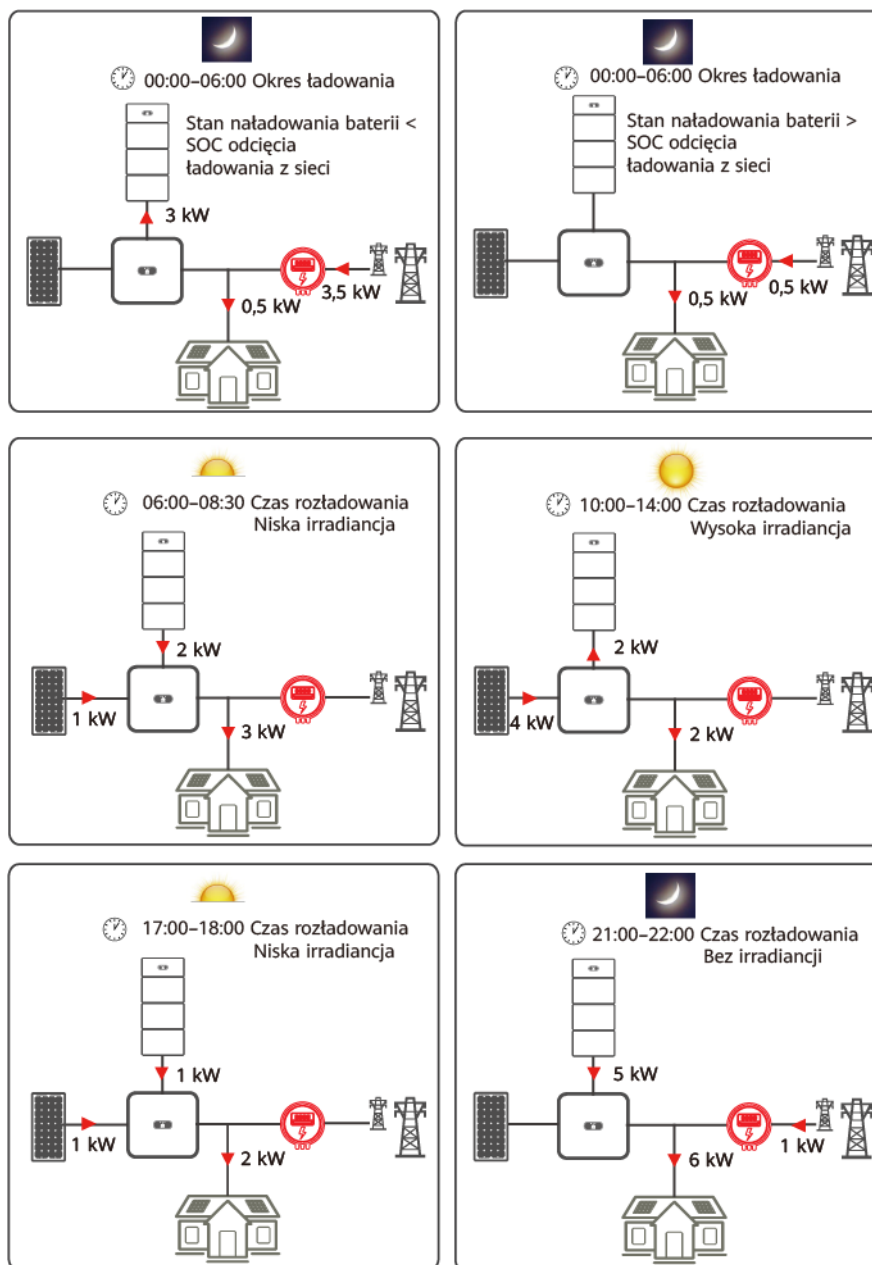 00:00–06:00 Okres ładowania
Stan naładowania baterii <
SOC odcięcia
ładowania z sieci
3 kW
0,5 kW
3,5 kW
00:00–06:00 Okres ładowania
Stan naładowania baterii >
SOC odcięcia
ładowania z sieci
0,5 kW
0,5 kW
06:00–08:30 Czas rozładowania
Niska irradiancja
2 kW
1 kW
3 kW
10:00–14:00 Czas rozładowania
Wysoka irradiancja
2 kW
4 kW
2 kW
17:00–18:00 Czas rozładowania
Niska irradiancja
1 kW
1 kW
2 kW
21:00–22:00 Czas rozładowania
Bez irradiancji
5 kW
1 kW
6 kW